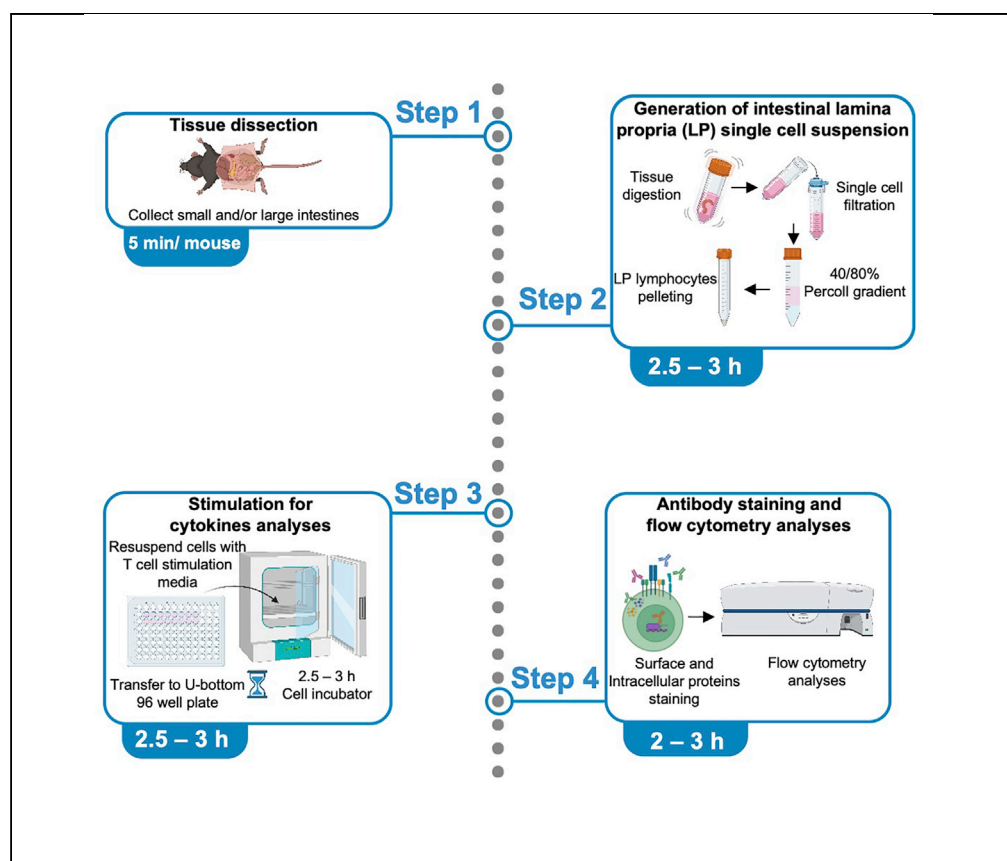 Step 1
Tissue dissection
Collect small and/or large intestines
5 min/ mouse
Step 2
Generation of intestinal lamina
propria (LP) single cell suspension
Tissue
digestion
Single cell
filtration
40/80%
Percoll gradient
LP lymphocytes
pelleting
2.5 – 3 h
Step 3
Stimulation for
cytokines analyses
Resuspend cells with
T cell stimulation
media
Transfer to U-bottom
96 well plate
2.5 – 3 h
Cell incubator
2.5 – 3 h
Step 4
Antibody staining and
flow cytometry analyses
Surface and
Intracellular proteins
staining
Flow cytometry
analyses
2 – 3 h